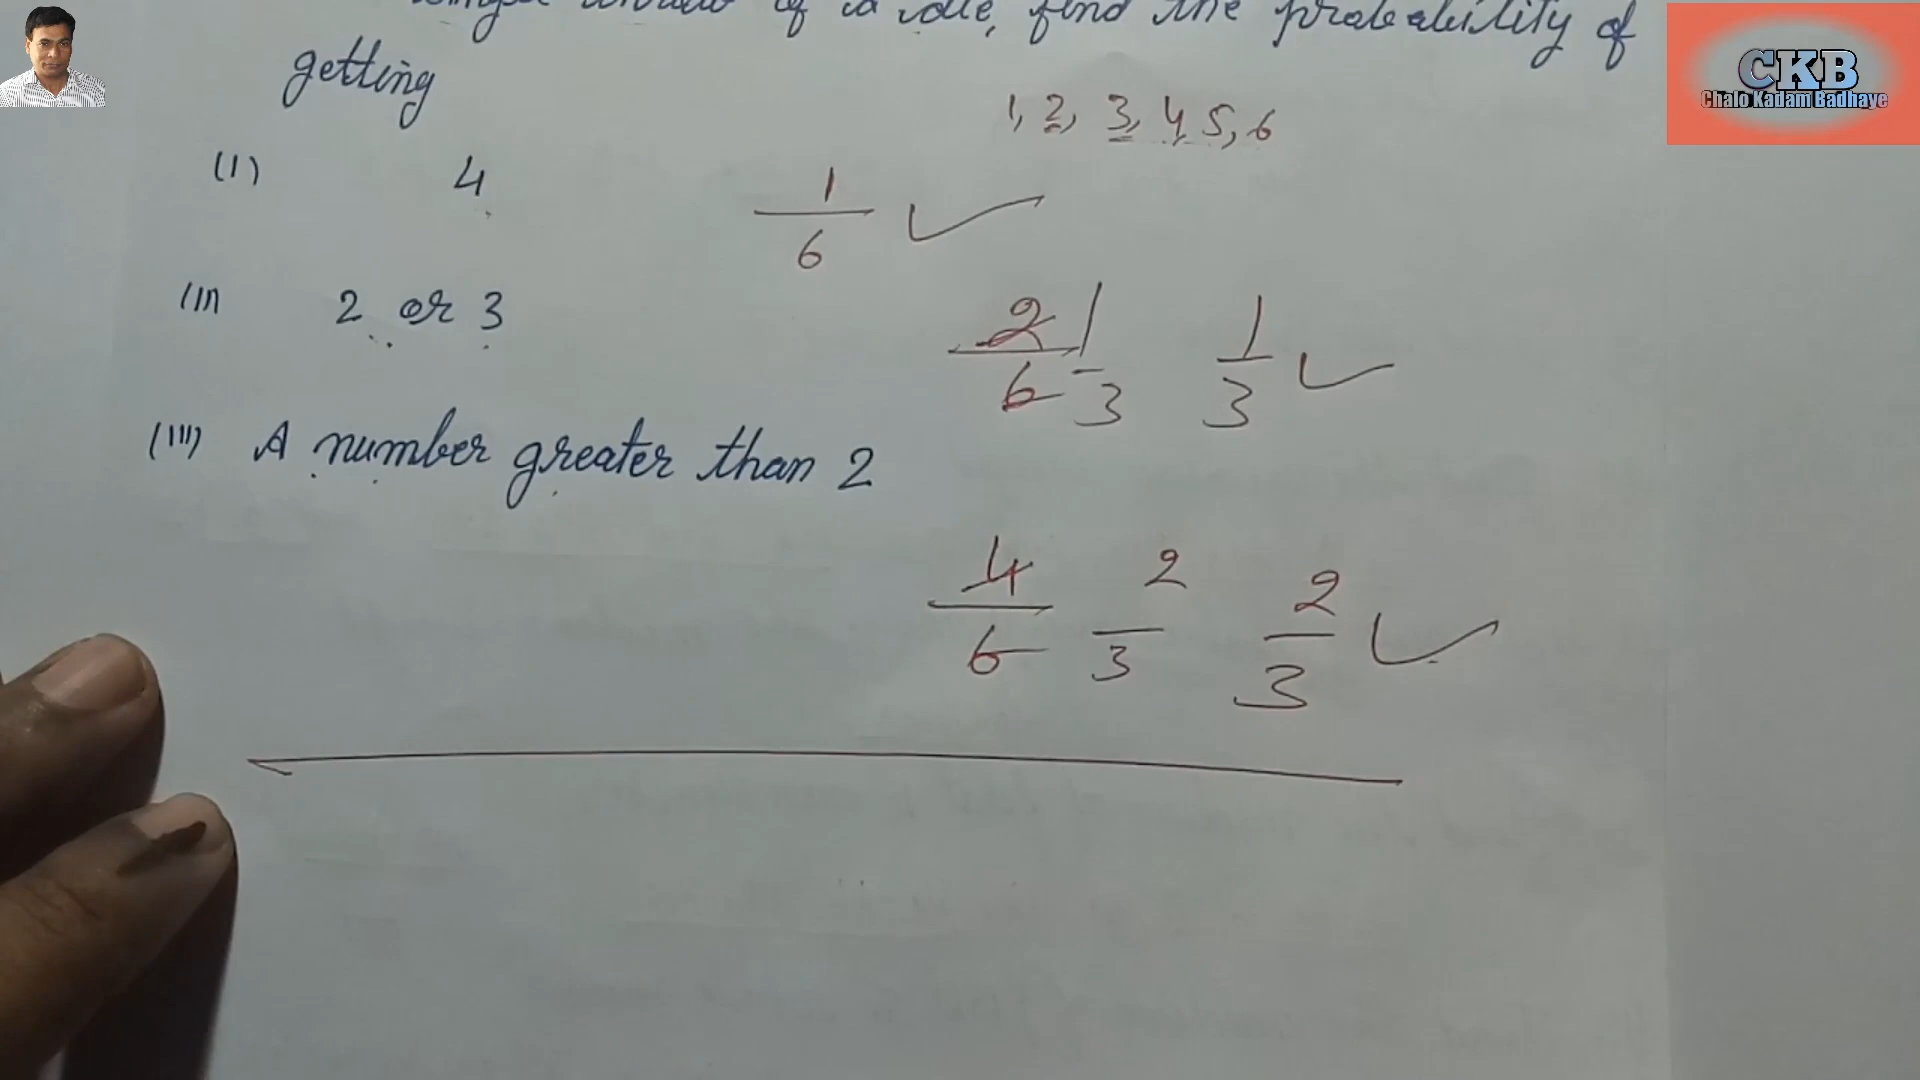 of a die, find the probability of
getting
1, 2, 3, 4, 5, 6
(I) 4 1/6 ✓
(II) 2 or 3 2/6 1/3 1/3 ✓
(III) A number greater than 2
4/6 2/3 2/3 ✓
CKB
Chalo Kadam Badhaye